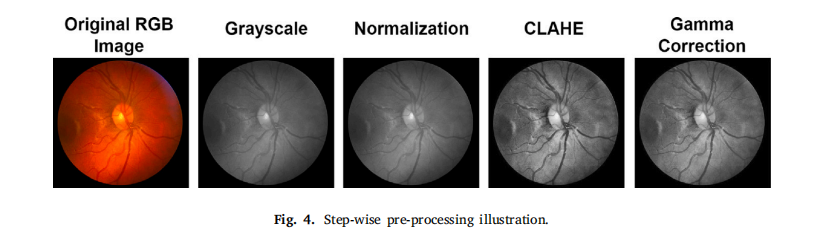 Original RGB
Image
Grayscale
Normalization
CLAHE
Gamma
Correction
Fig. 4. Step-wise pre-processing illustration.